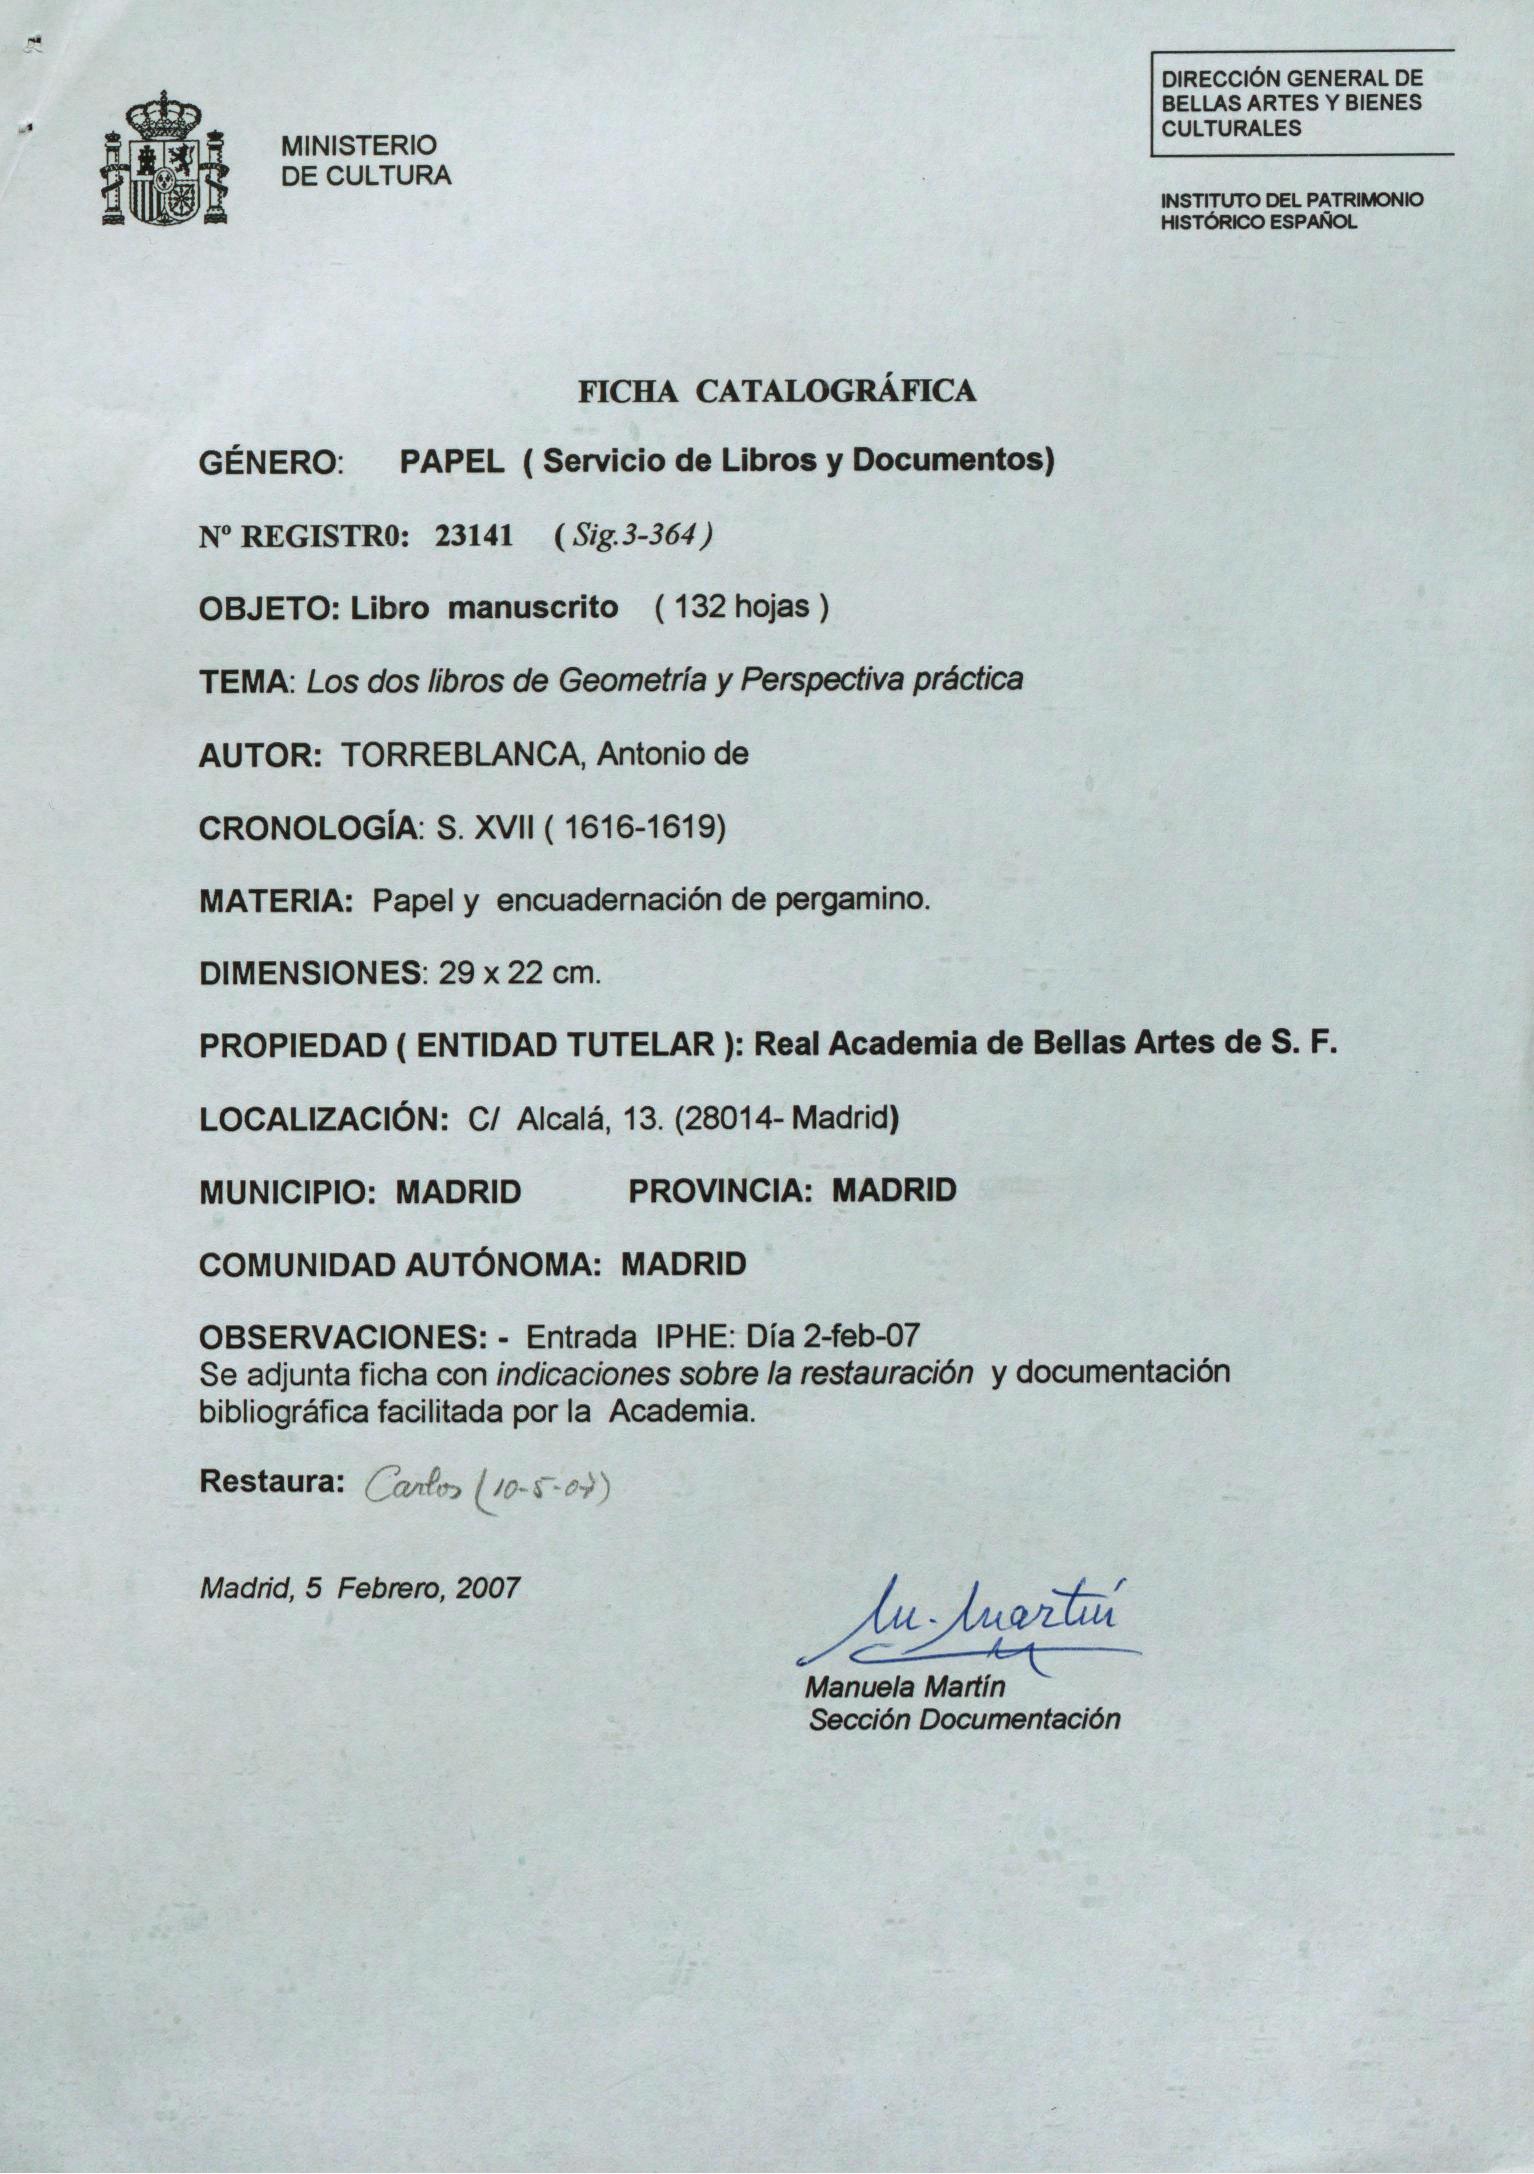 MINISTERIO
DE CULTURA
DIRECCIÓN GENERAL DE
BELLAS ARTES Y BIENES
CULTURALES
INSTITUTO DEL PATRIMONIO
HISTÓRICO ESPAÑOL
FICHA CATALOGRÁFICA
GÉNERO: PAPEL ( Servicio de Libros y Documentos)
Nº REGISTR0: 23141 ( Sig.3-364 )
OBJETO: Libro manuscrito ( 132 hojas )
TEMA: Los dos libros de Geometría y Perspectiva práctica
AUTOR: TORREBLANCA, Antonio de
CRONOLOGÍA: S. XVII ( 1616-1619)
MATERIA: Papel y encuadernación de pergamino.
DIMENSIONES: 29 x 22 cm.
PROPIEDAD ( ENTIDAD TUTELAR ): Real Academia de Bellas Artes de S. F.
LOCALIZACIÓN: C/ Alcalá, 13. (28014- Madrid)
MUNICIPIO: MADRID PROVINCIA: MADRID
COMUNIDAD AUTÓNOMA: MADRID
OBSERVACIONES: - Entrada IPHE: Día 2-feb-07
Se adjunta ficha con indicaciones sobre la restauración y documentación
bibliográfica facilitada por la Academia.
Restaura: Carlos (10-5-07)
Madrid, 5 Febrero, 2007
M. Martín
Manuela Martín
Sección Documentación